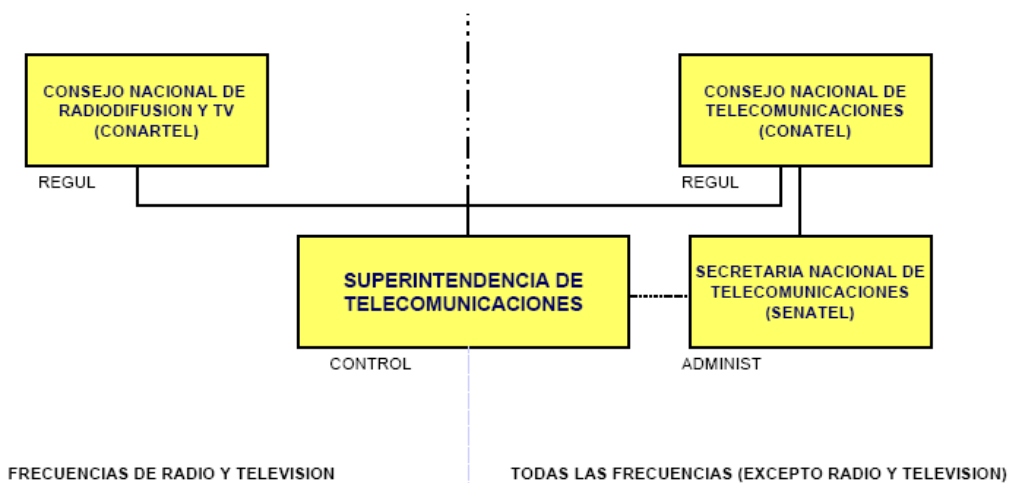 CONSEJO NACIONAL DE
RADIODIFUSION Y TV
(CONARTEL)
REGUL
CONSEJO NACIONAL DE
TELECOMUNICACIONES
(CONATEL)
REGUL
SUPERINTENDENCIA DE
TELECOMUNICACIONES
CONTROL
SECRETARIA NACIONAL DE
TELECOMUNICACIONES
(SENATEL)
ADMINIST
FRECUENCIAS DE RADIO Y TELEVISION
TODAS LAS FRECUENCIAS (EXCEPTO RADIO Y TELEVISION)